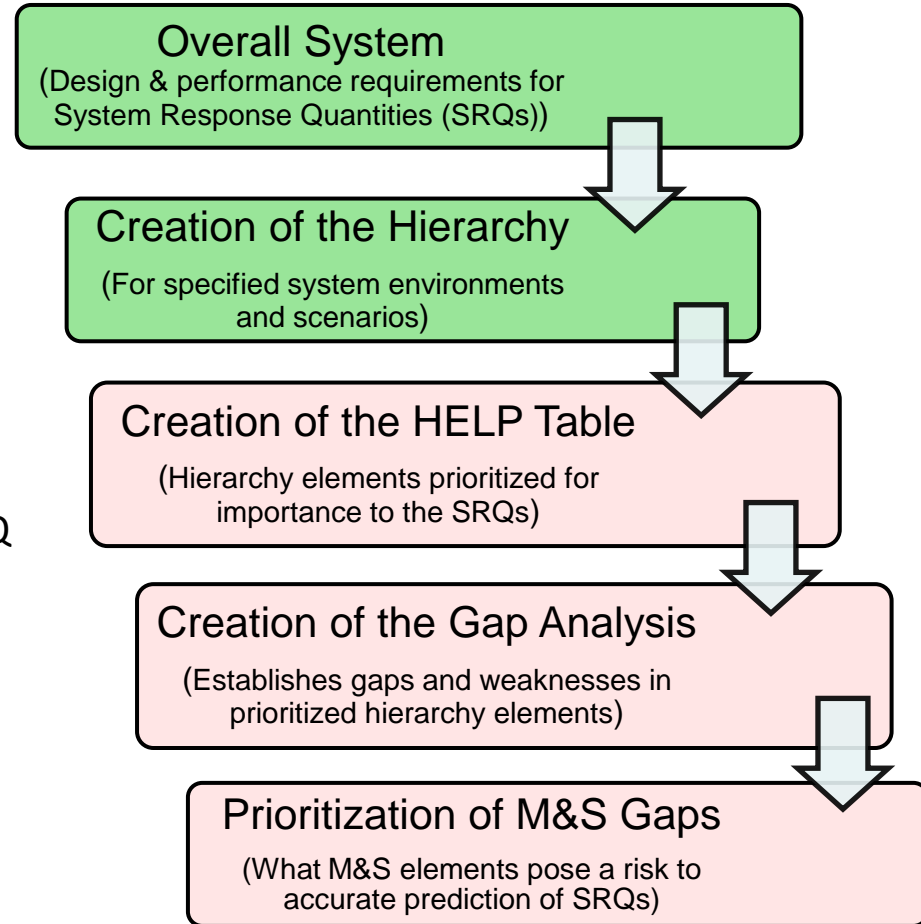 Overall System
(Design & performance requirements for
System Response Quantities (SRQs))
Creation of the Hierarchy
(For specified system environments
and scenarios)
Creation of the HELP Table
(Hierarchy elements prioritized for
importance to the SRQs)
Q
Creation of the Gap Analysis
(Establishes gaps and weaknesses in
prioritized hierarchy elements)
Prioritization of M&S Gaps
(What M&S elements pose a risk to
accurate prediction of SRQs)